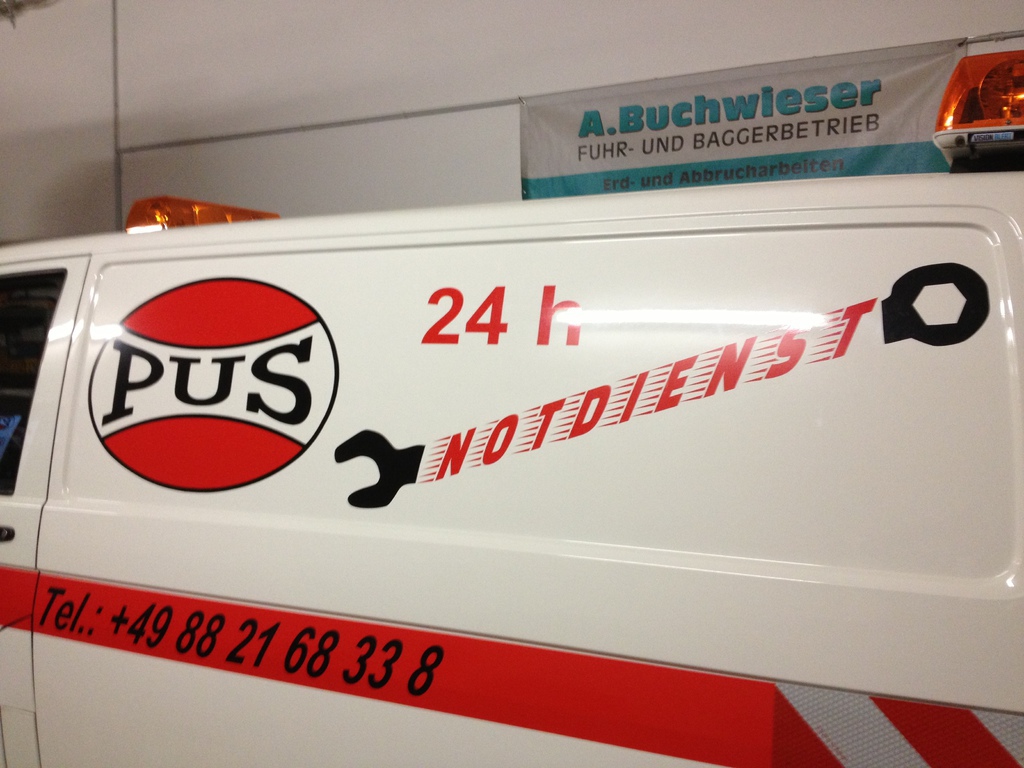 A.Buchwieser
FUHR- UND BAGGERBETRIEB
Erd- und Abbrucharbeiten
PUS
24 h
NOTDIENST
Tel.: +49 88 21 68 33 8